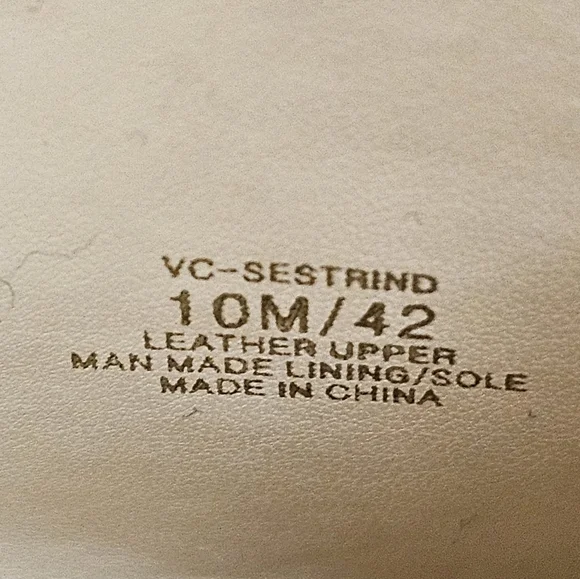 VC-SESTRIND
10M/42
LEATHER UPPER
MAN MADE LINING/SOLE
MADE IN CHINA